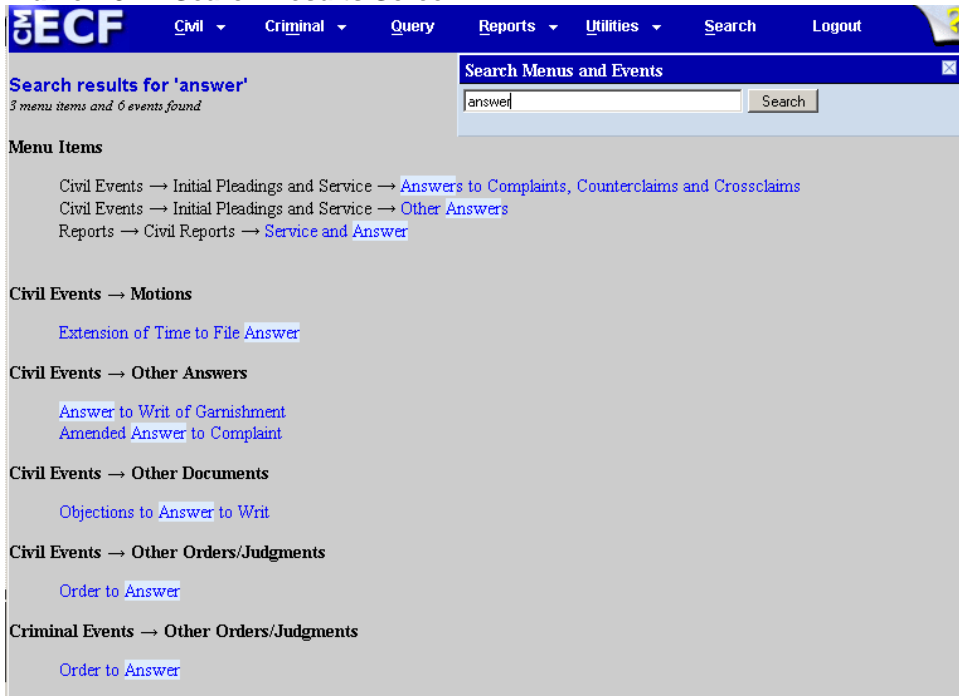 CM ECF Civil Criminal Query Reports Utilities Search Logout
Search Menus and Events
answer Search
Search results for 'answer'
3 menu items and 6 events found
Menu Items
Civil Events → Initial Pleadings and Service → Answers to Complaints, Counterclaims and Crossclaims
Civil Events → Initial Pleadings and Service → Other Answers
Reports → Civil Reports → Service and Answer
Civil Events → Motions
Extension of Time to File Answer
Civil Events → Other Answers
Answer to Writ of Garnishment
Amended Answer to Complaint
Civil Events → Other Documents
Objections to Answer to Writ
Civil Events → Other Orders/Judgments
Order to Answer
Criminal Events → Other Orders/Judgments
Order to Answer